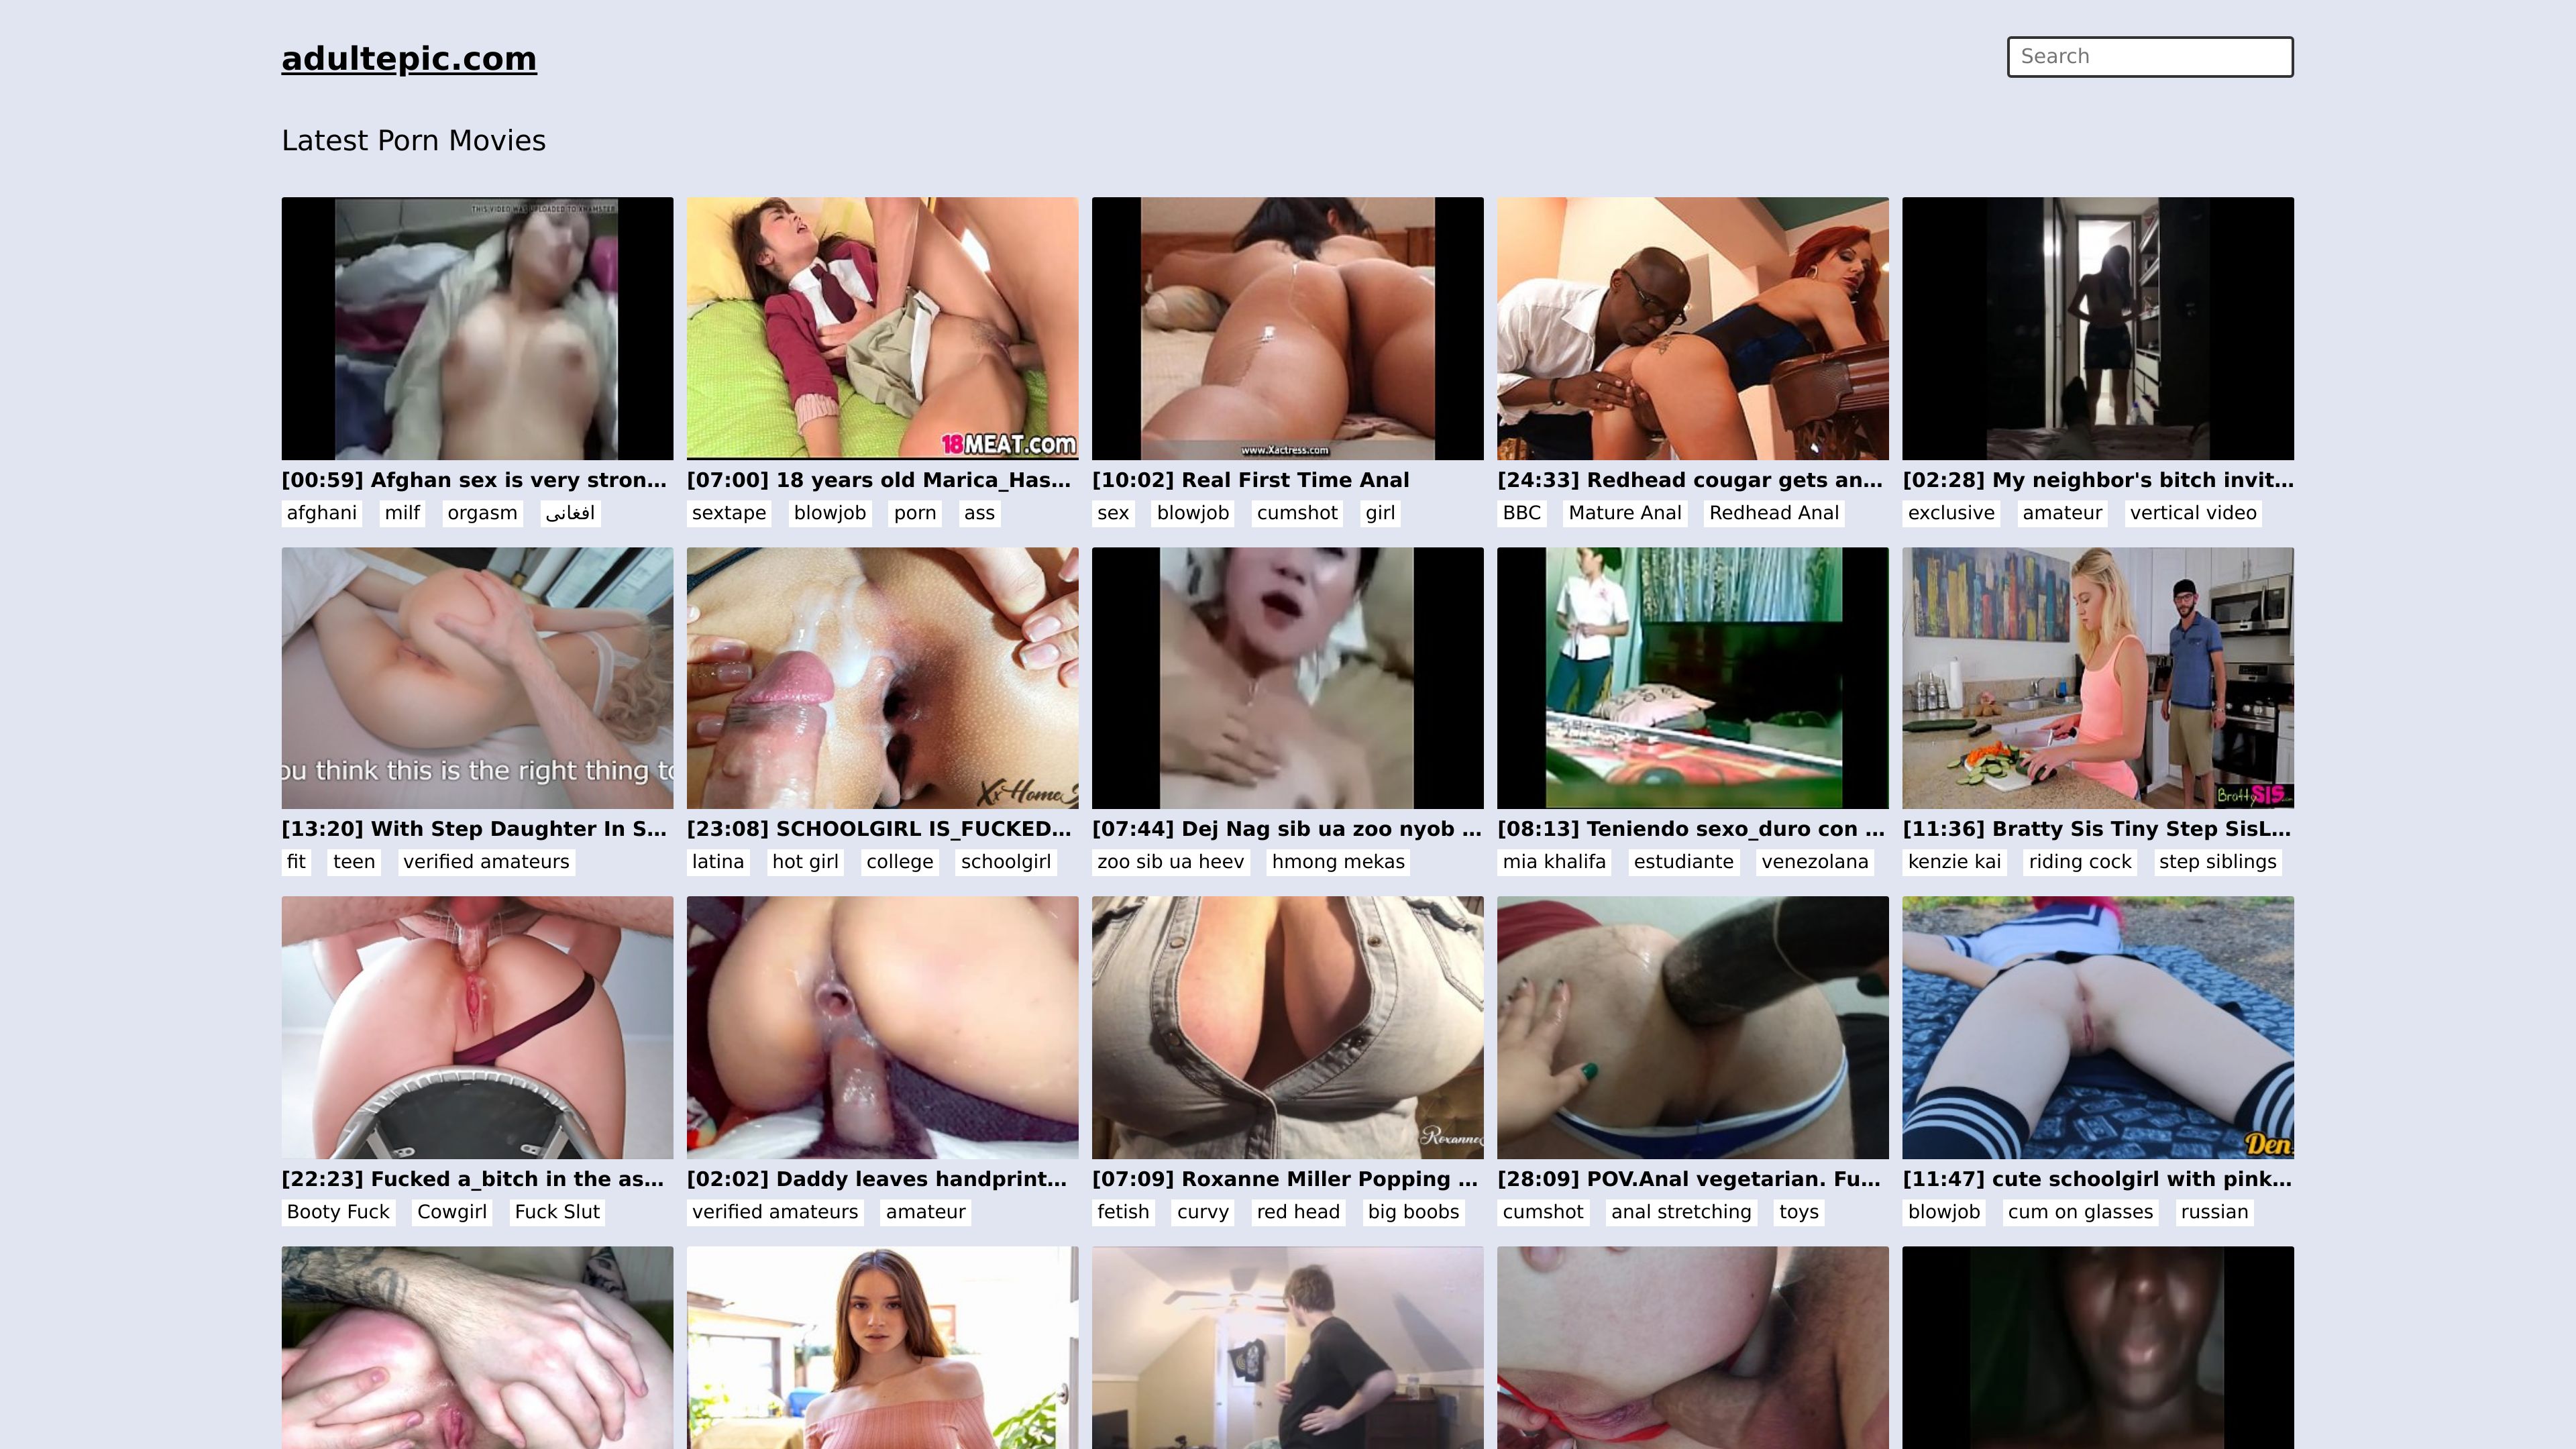 adultepic.com
Search
Latest Porn Movies
THIS VIDEO WAS UPLOADED TO XHAMSTER
18MEAT.com
www.Xactress.com
[00:59] Afghan sex is very stron...
[07:00] 18 years old Marica_Has...
[10:02] Real First Time Anal
[24:33] Redhead cougar gets an...
[02:28] My neighbor's bitch invit...
afghani milf orgasm افغانی
sextape blowjob porn ass
sex blowjob cumshot girl
BBC Mature Anal Redhead Anal
exclusive amateur vertical video
ou think this is the right thing to
XxHomeS
BrattySIS
[13:20] With Step Daughter In S...
[23:08] SCHOOLGIRL IS_FUCKED...
[07:44] Dej Nag sib ua zoo nyob ...
[08:13] Teniendo sexo_duro con ...
[11:36] Bratty Sis Tiny Step SisL...
fit teen verified amateurs
latina hot girl college schoolgirl
zoo sib ua heev hmong mekas
mia khalifa estudiante venezolana
kenzie kai riding cock step siblings
Roxanne
Den
[22:23] Fucked a_bitch in the as...
[02:02] Daddy leaves handprint...
[07:09] Roxanne Miller Popping ...
[28:09] POV.Anal vegetarian. Fu...
[11:47] cute schoolgirl with pink...
Booty Fuck Cowgirl Fuck Slut
verified amateurs amateur
fetish curvy red head big boobs
cumshot anal stretching toys
blowjob cum on glasses russian